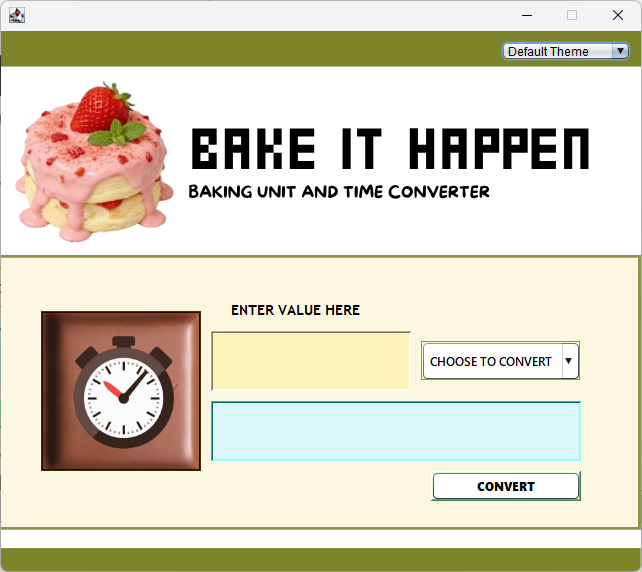 Default Theme
BAKE IT HAPPEN
BAKING UNIT AND TIME CONVERTER
ENTER VALUE HERE
CHOOSE TO CONVERT
CONVERT